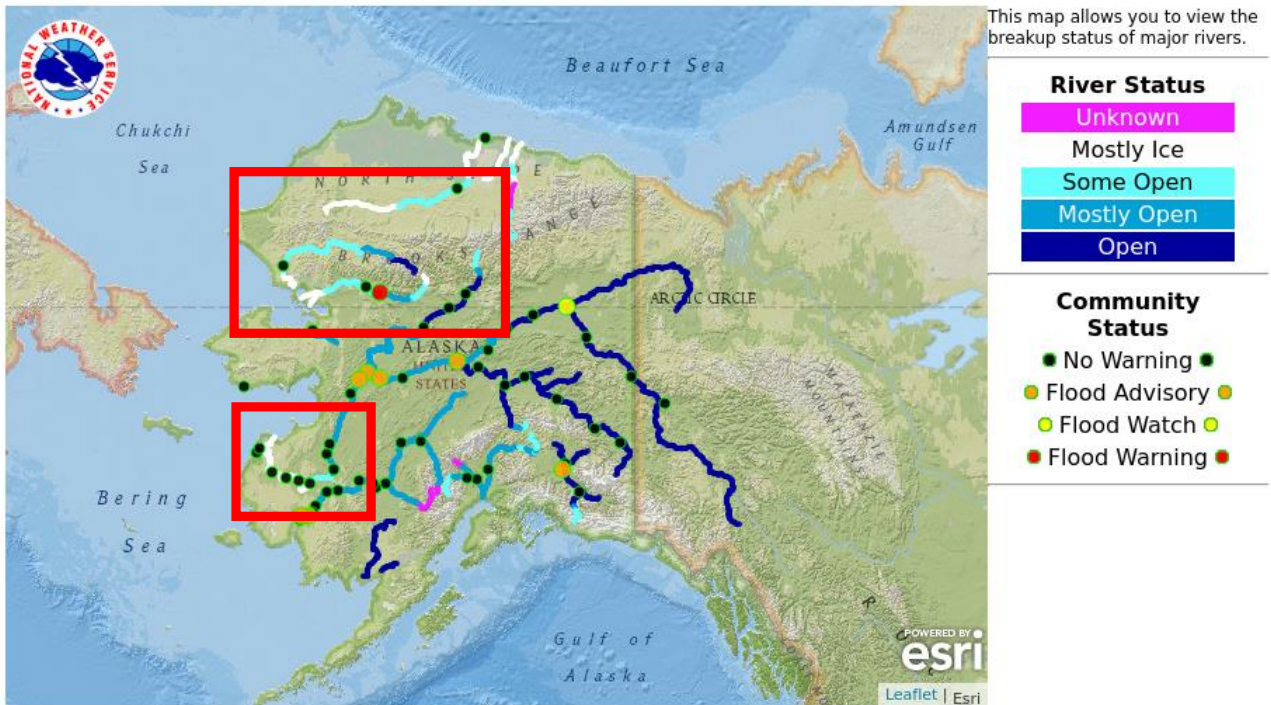 This map allows you to view the
breakup status of major rivers.
NATIONAL WEATHER SERVICE
Beaufort Sea
Chukchi
Sea
Amundsen
Gulf
NORTH S E
BROOKS
ANGE
ARCTIC CIRCLE
ALASKA
STATES
MACKENZIE
MOUNTAINS
Bering
Sea
Gulf of
Alaska
POWERED BY
esri
Leaflet | Esri
River Status
Unknown
Mostly Ice
Some Open
Mostly Open
Open
Community
Status
No Warning
Flood Advisory
Flood Watch
Flood Warning